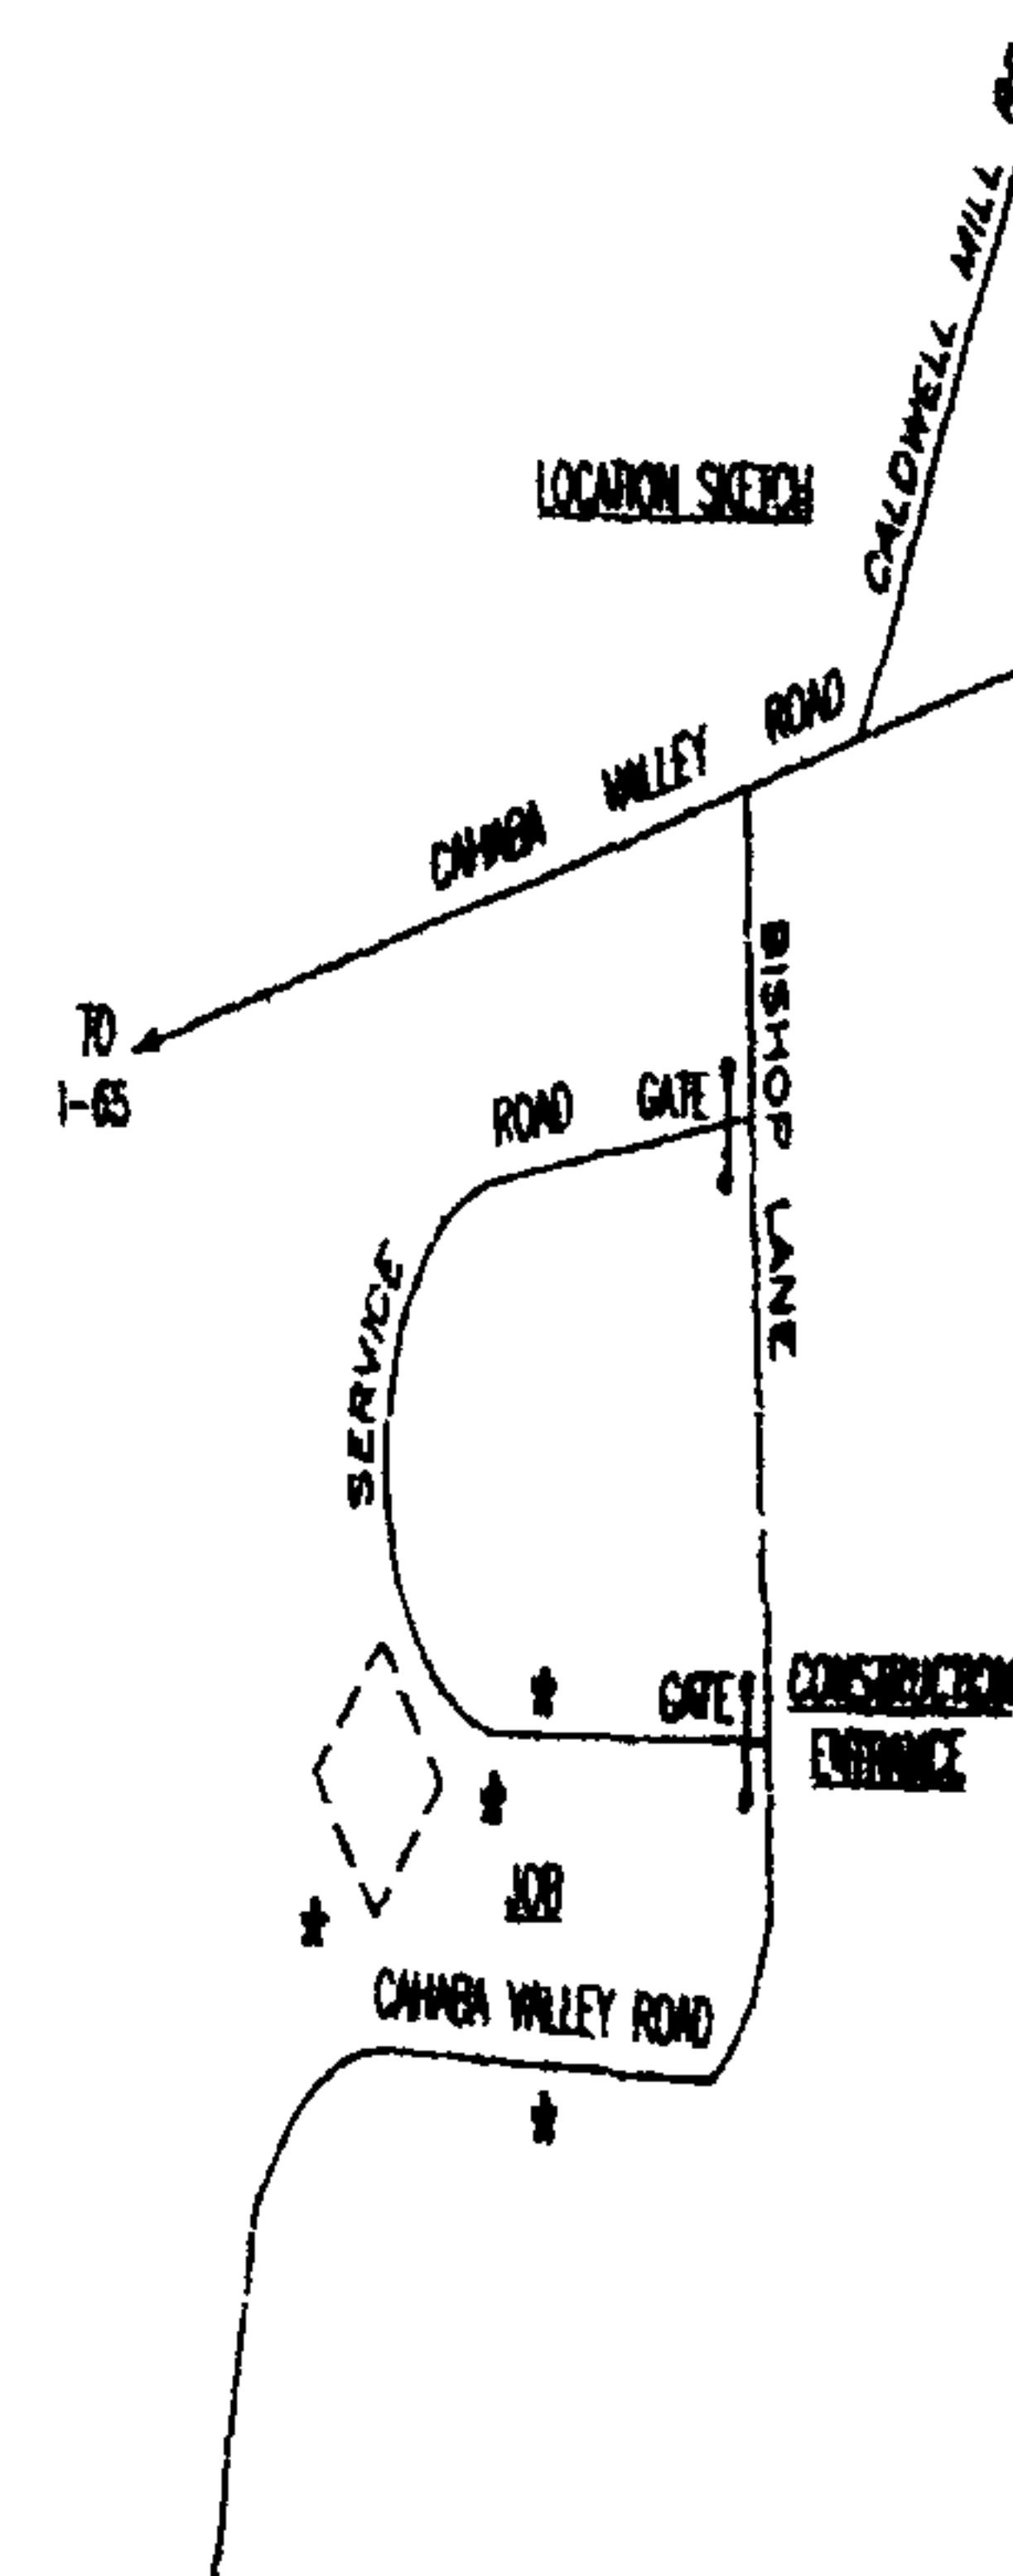 CALDWELL MILL
LOCATION SKETCH
CAHABA VALLEY ROAD
TO
I-65
BISHOP LANE
GATE
SERVICE ROAD
GATE
CONSTRUCTION
ENTRANCE
JOB
CAHABA VALLEY ROAD